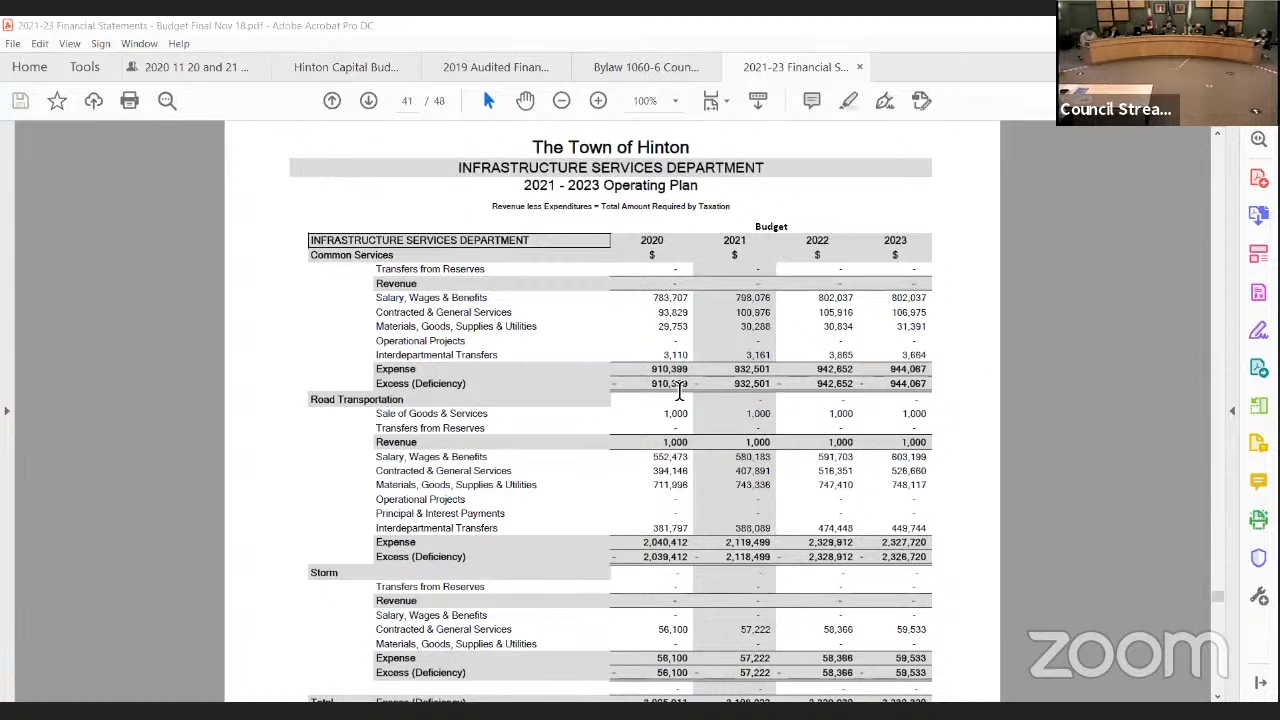 2021-23 Financial Statements - Budget Final Nov 18.pdf - Adobe Acrobat Pro DC
File Edit View Sign Window Help
Home Tools 2020 11 20 and 21 ... Hinton Capital Bud... 2019 Audited Finan... Bylaw 1060-6 Coun... 2021-23 Financial S... ×
41 / 48 100%
Council Strea...
The Town of Hinton
INFRASTRUCTURE SERVICES DEPARTMENT
2021 - 2023 Operating Plan
Revenue less Expenditures = Total Amount Required by Taxation
Budget
INFRASTRUCTURE SERVICES DEPARTMENT 2020 2021 2022 2023
Common Services $ $ $ $
Transfers from Reserves - - - -
Revenue - - - -
Salary, Wages & Benefits 783,707 798,076 802,037 802,037
Contracted & General Services 93,829 100,976 105,916 106,975
Materials, Goods, Supplies & Utilities 29,753 30,288 30,834 31,391
Operational Projects - - - -
Interdepartmental Transfers 3,110 3,161 3,865 3,664
Expense 910,399 932,501 942,652 944,067
Excess (Deficiency) - 910,399 - 932,501 - 942,652 - 944,067
Road Transportation - - -
Sale of Goods & Services 1,000 1,000 1,000 1,000
Transfers from Reserves - - - -
Revenue 1,000 1,000 1,000 1,000
Salary, Wages & Benefits 552,473 580,183 591,703 603,199
Contracted & General Services 394,146 407,891 516,351 526,660
Materials, Goods, Supplies & Utilities 711,996 743,336 747,410 748,117
Operational Projects - - - -
Principal & Interest Payments - - - -
Interdepartmental Transfers 381,797 388,089 474,448 449,744
Expense 2,040,412 2,119,499 2,329,912 2,327,720
Excess (Deficiency) - 2,039,412 - 2,118,499 - 2,328,912 - 2,326,720
Storm - - - -
Transfers from Reserves - - - -
Revenue - - - -
Salary, Wages & Benefits - - - -
Contracted & General Services 56,100 57,222 58,366 59,533
Materials, Goods, Supplies & Utilities - - - -
Expense 56,100 57,222 58,366 59,533
Excess (Deficiency) - 56,100 - 57,222 - 58,366 - 59,533
- - - -
Total Excess (Deficiency)
zoom